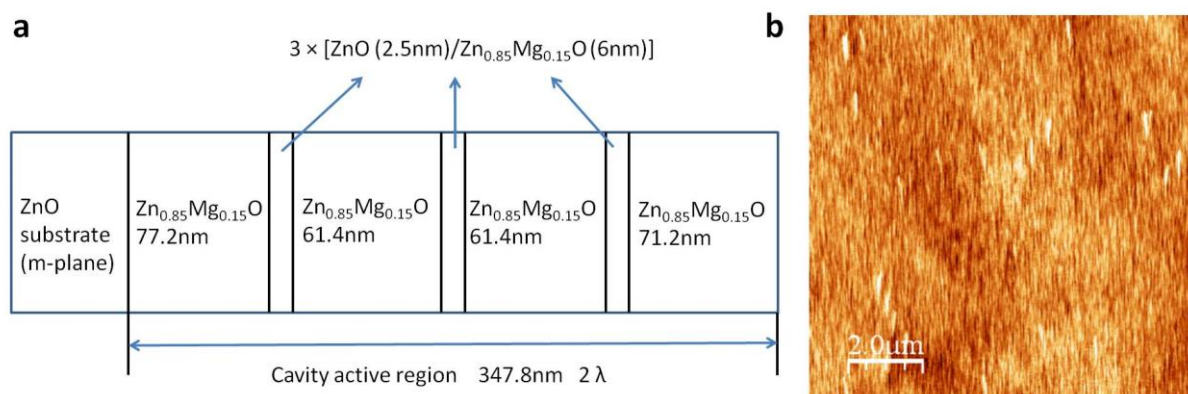 a
3 × [ZnO (2.5nm)/Zn₀.₈₅Mg₀.₁₅O (6nm)]
ZnO
substrate
(m-plane)
Zn₀.₈₅Mg₀.₁₅O
77.2nm
Zn₀.₈₅Mg₀.₁₅O
61.4nm
Zn₀.₈₅Mg₀.₁₅O
61.4nm
Zn₀.₈₅Mg₀.₁₅O
71.2nm
Cavity active region 347.8nm 2 λ
b
2.0um